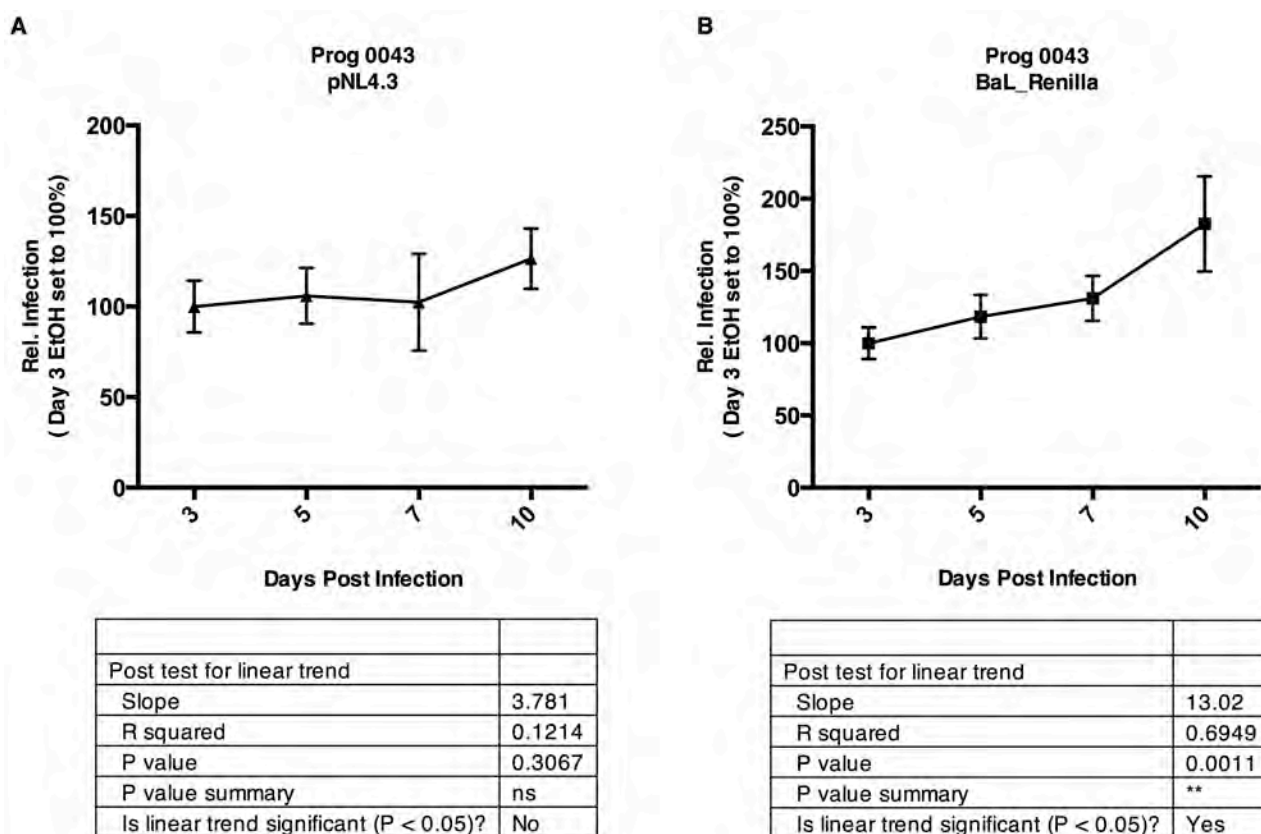 A
Prog 0043
pNL4.3
200
150
100
50
0
Rel. Infection
( Day 3 EtOH set to 100%)
3
5
7
10
Days Post Infection
Post test for linear trend
Slope 3.781
R squared 0.1214
P value 0.3067
P value summary ns
Is linear trend significant (P < 0.05)? No
B
Prog 0043
BaL_Renilla
250
200
150
100
50
0
Rel. Infection
( Day 3 EtOH set to 100%)
3
5
7
10
Days Post Infection
Post test for linear trend
Slope 13.02
R squared 0.6949
P value 0.0011
P value summary **
Is linear trend significant (P < 0.05)? Yes